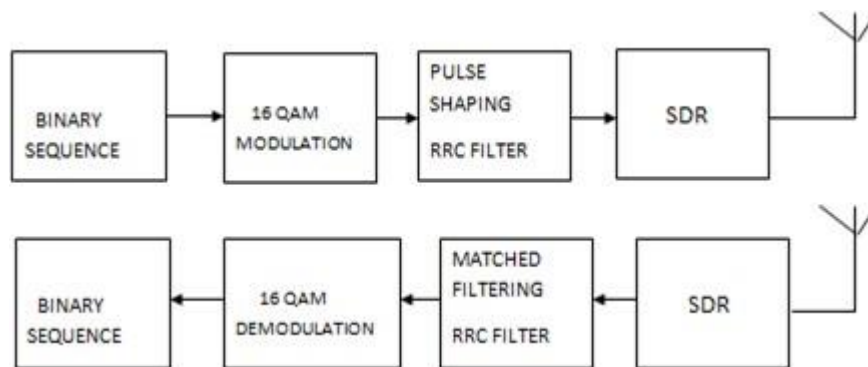 BINARY
SEQUENCE
16 QAM
MODULATION
PULSE
SHAPING
RRC FILTER
SDR
BINARY
SEQUENCE
16 QAM
DEMODULATION
MATCHED
FILTERING
RRC FILTER
SDR